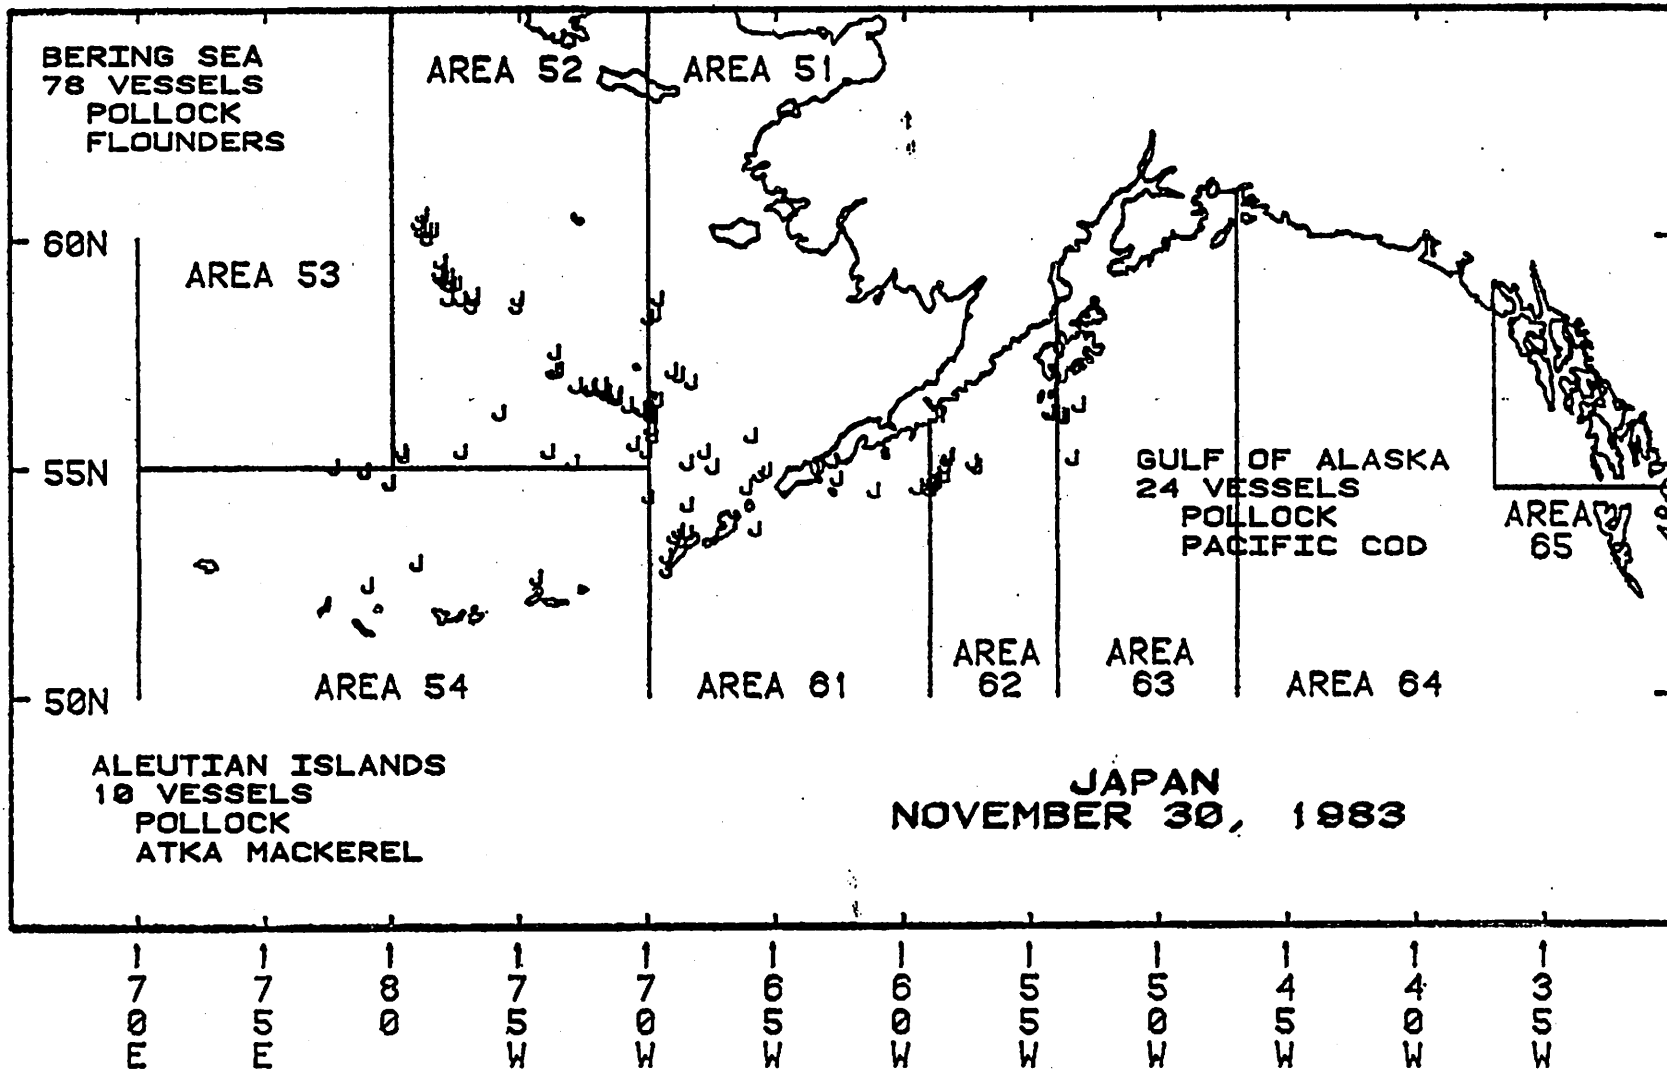 BERING SEA
78 VESSELS
POLLOCK
FLOUNDERS
AREA 52
AREA 51
60N
AREA 53
55N
GULF OF ALASKA
24 VESSELS
POLLOCK
PACIFIC COD
AREA
65
AREA
62
AREA
63
50N
AREA 54
AREA 61
AREA 64
ALEUTIAN ISLANDS
10 VESSELS
POLLOCK
ATKA MACKEREL
JAPAN
NOVEMBER 30, 1983
170E
175E
180
175W
170W
165W
160W
155W
150W
145W
140W
135W